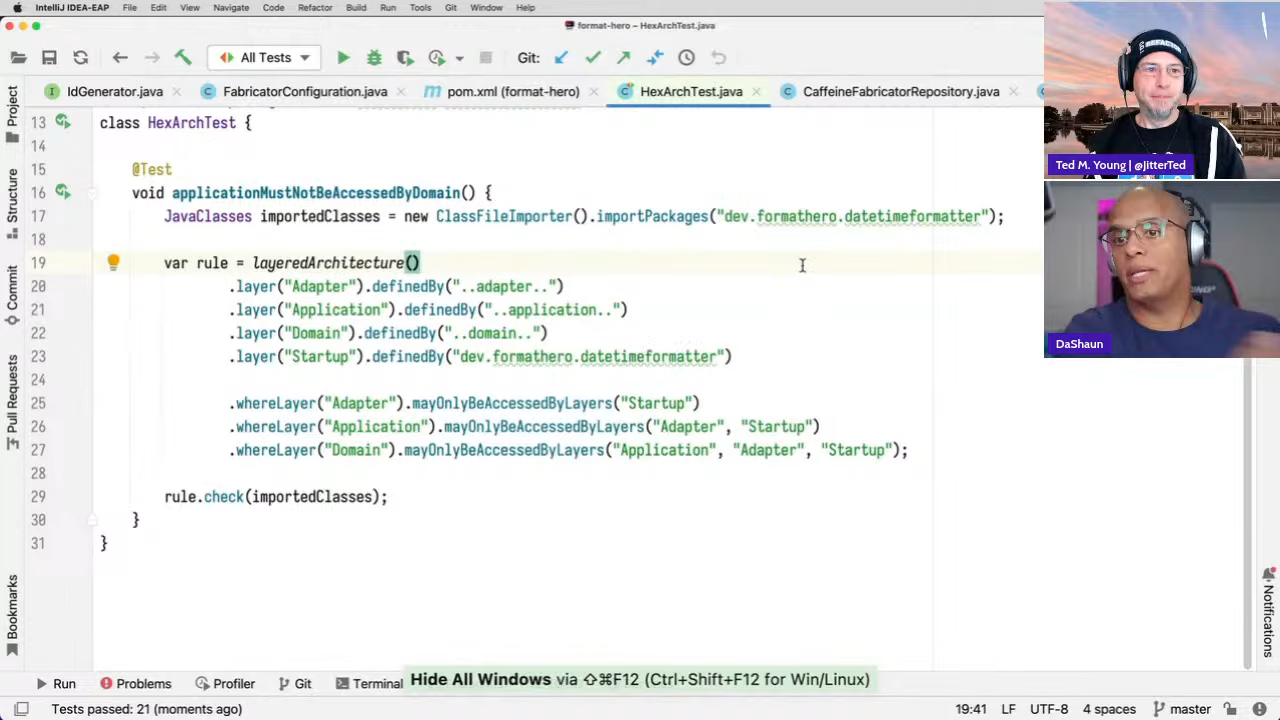 IntelliJ IDEA-EAP File Edit View Navigate Code Refactor Build Run Tools Git Window Help
format-hero – HexArchTest.java
All Tests
Git:
IdGenerator.java
FabricatorConfiguration.java
pom.xml (format-hero)
HexArchTest.java
CaffeineFabricatorRepository.java
Project
Structure
Commit
Pull Requests
Bookmarks
13 class HexArchTest {
14
15 @Test
16 void applicationMustNotBeAccessedByDomain() {
17 JavaClasses importedClasses = new ClassFileImporter().importPackages("dev.formathero.datetimeformatter");
18
19 var rule = layeredArchitecture()
20 .layer("Adapter").definedBy("..adapter..")
21 .layer("Application").definedBy("..application..")
22 .layer("Domain").definedBy("..domain..")
23 .layer("Startup").definedBy("dev.formathero.datetimeformatter")
24
25 .whereLayer("Adapter").mayOnlyBeAccessedByLayers("Startup")
26 .whereLayer("Application").mayOnlyBeAccessedByLayers("Adapter", "Startup")
27 .whereLayer("Domain").mayOnlyBeAccessedByLayers("Application", "Adapter", "Startup");
28
29 rule.check(importedClasses);
30 }
31 }
REFACTOR
Ted M. Young | @JitterTed
DaShaun
Notifications
Run
Problems
Profiler
Git
Terminal
Hide All Windows via ⇧⌘F12 (Ctrl+Shift+F12 for Win/Linux)
Tests passed: 21 (moments ago)
19:41 LF UTF-8 4 spaces master